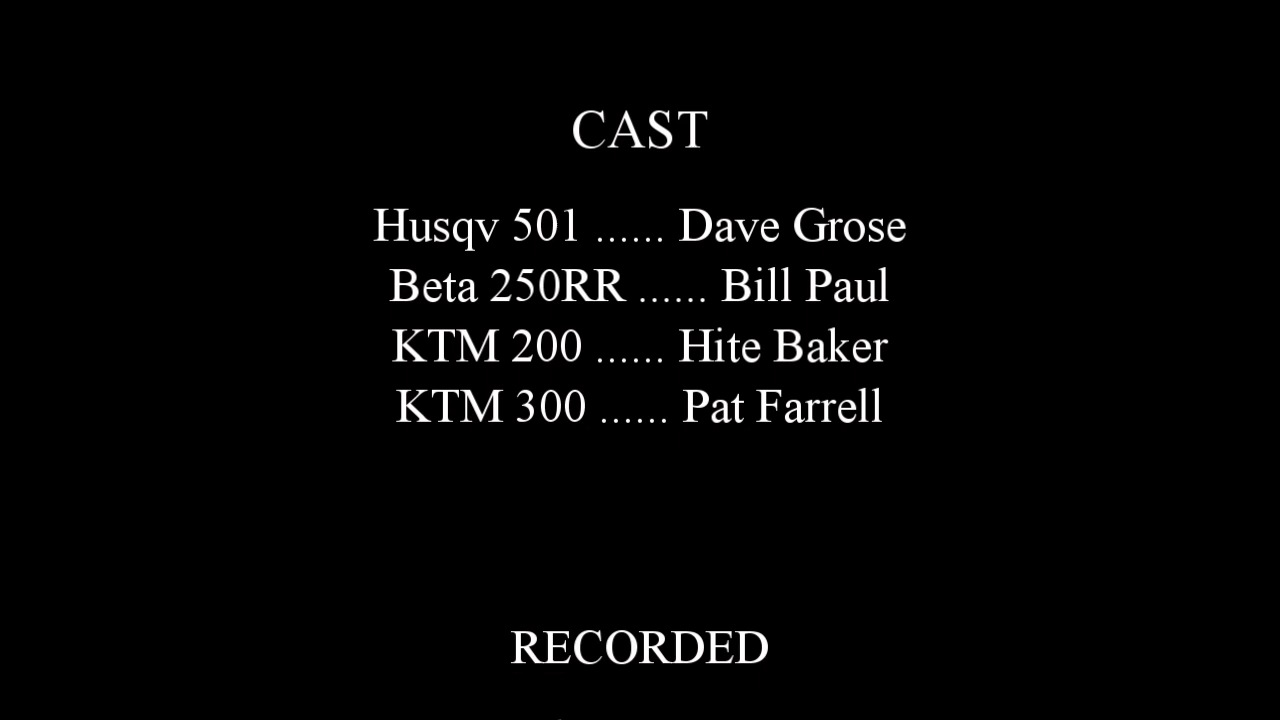 CAST
Husqv 501 ...... Dave Grose
Beta 250RR ...... Bill Paul
KTM 200 ...... Hite Baker
KTM 300 ...... Pat Farrell
RECORDED